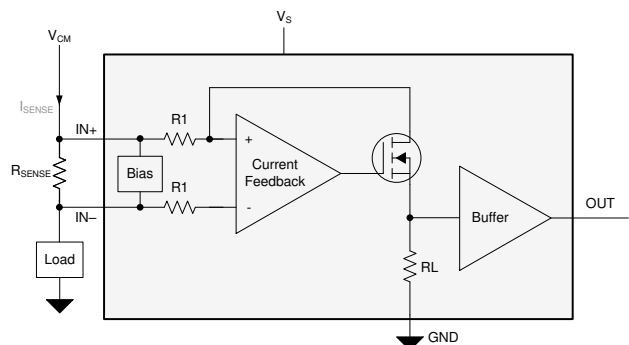 VS
VCM
ISENSE
IN+
R1
+
Current
Feedback
RSENSE
Bias
R1
-
IN–
Load
Buffer
OUT
RL
GND